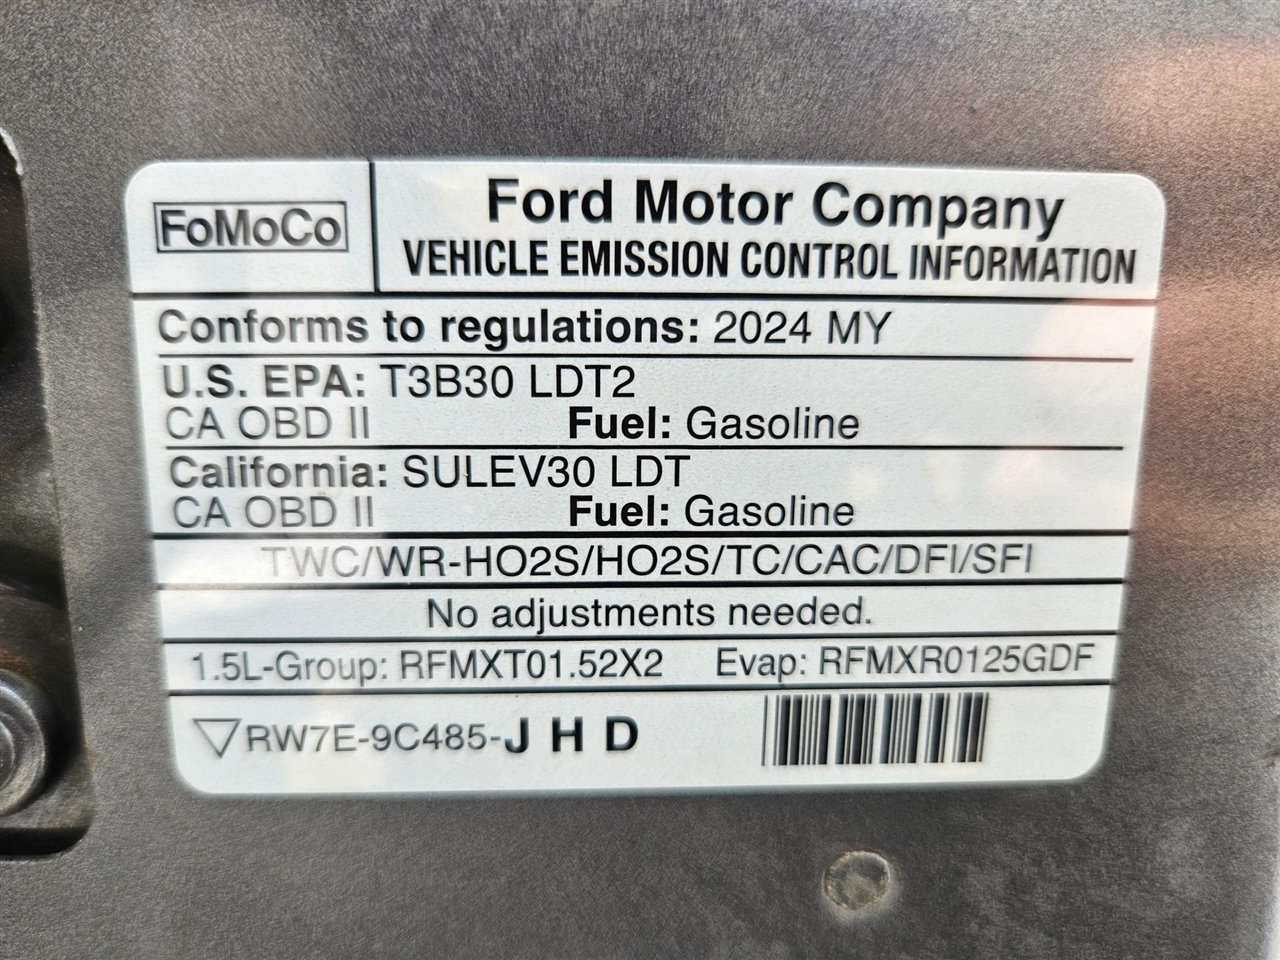 FoMoCo
Ford Motor Company
VEHICLE EMISSION CONTROL INFORMATION
Conforms to regulations: 2024 MY
U.S. EPA: T3B30 LDT2
CA OBD II Fuel: Gasoline
California: SULEV30 LDT
CA OBD II Fuel: Gasoline
TWC/WR-HO2S/HO2S/TC/CAC/DFI/SFI
No adjustments needed.
1.5L-Group: RFMXT01.52X2 Evap: RFMXR0125GDF
RW7E-9C485-J H D